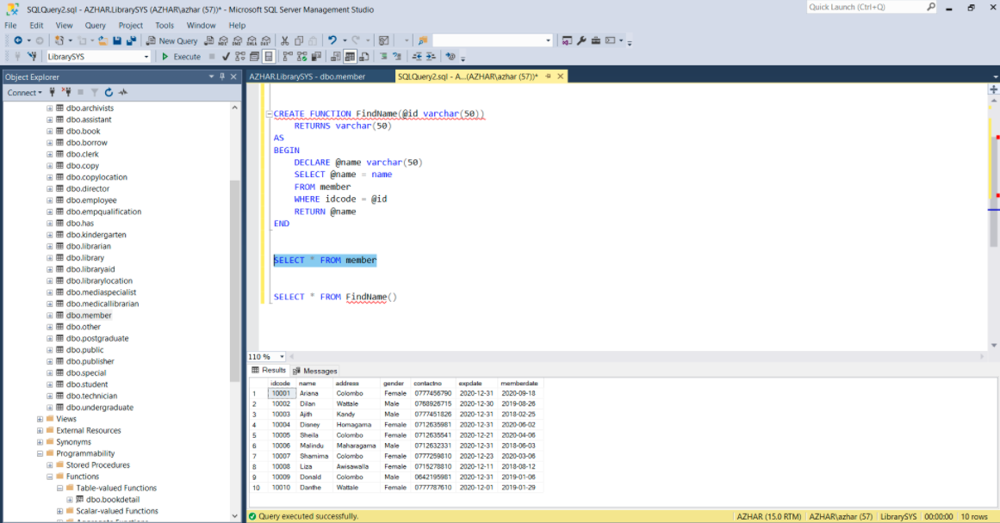 SQLQuery2.sql - AZHAR.LibrarySYS (AZHAR\azhar (57))* - Microsoft SQL Server Management Studio
Quick Launch (Ctrl+Q)
File Edit View Query Project Tools Window Help
New Query
LibrarySYS
Execute
Object Explorer
AZHAR.LibrarySYS - dbo.member
SQLQuery2.sql - A...(AZHAR\azhar (57))*
Connect
dbo.archivists
dbo.assistant
dbo.book
dbo.borrow
dbo.clerk
dbo.copy
dbo.copylocation
dbo.director
dbo.employee
dbo.empqualification
dbo.has
dbo.kindergarten
dbo.librarian
dbo.library
dbo.libraryaid
dbo.librarylocation
dbo.mediaspecialist
dbo.medicallibrarian
dbo.member
dbo.other
dbo.postgraduate
dbo.public
dbo.publisher
dbo.special
dbo.student
dbo.technician
dbo.undergraduate
Views
External Resources
Synonyms
Programmability
Stored Procedures
Functions
Table-valued Functions
dbo.bookdetail
Scalar-valued Functions
Aggregate Functions
CREATE FUNCTION FindName(@id varchar(50))
RETURNS varchar(50)
AS
BEGIN
DECLARE @name varchar(50)
SELECT @name = name
FROM member
WHERE idcode = @id
RETURN @name
END
SELECT * FROM member
SELECT * FROM FindName()
110 %
Results Messages
idcode name address gender contactno expdate memberdate
1 10001 Ariana Colombo Female 0777456790 2020-12-31 2020-09-18
2 10002 Dilan Wattale Male 0768926715 2020-12-30 2019-08-26
3 10003 Ajith Kandy Male 0777451826 2020-12-31 2018-02-25
4 10004 Disney Homagama Female 0712635981 2020-12-31 2020-06-02
5 10005 Sheila Colombo Female 0712635541 2020-12-21 2020-04-06
6 10006 Malindu Maharagama Male 0712632331 2020-12-31 2018-06-03
7 10007 Shamima Colombo Female 0777259810 2020-12-23 2020-03-06
8 10008 Liza Awisawalla Female 0715278810 2020-12-11 2018-08-12
9 10009 Donald Colombo Male 0642195981 2020-12-31 2019-01-06
10 10010 Danthe Wattale Female 0777787610 2020-12-01 2019-01-29
Query executed successfully.
AZHAR (15.0 RTM) AZHAR\azhar (57) LibrarySYS 00:00:00 10 rows